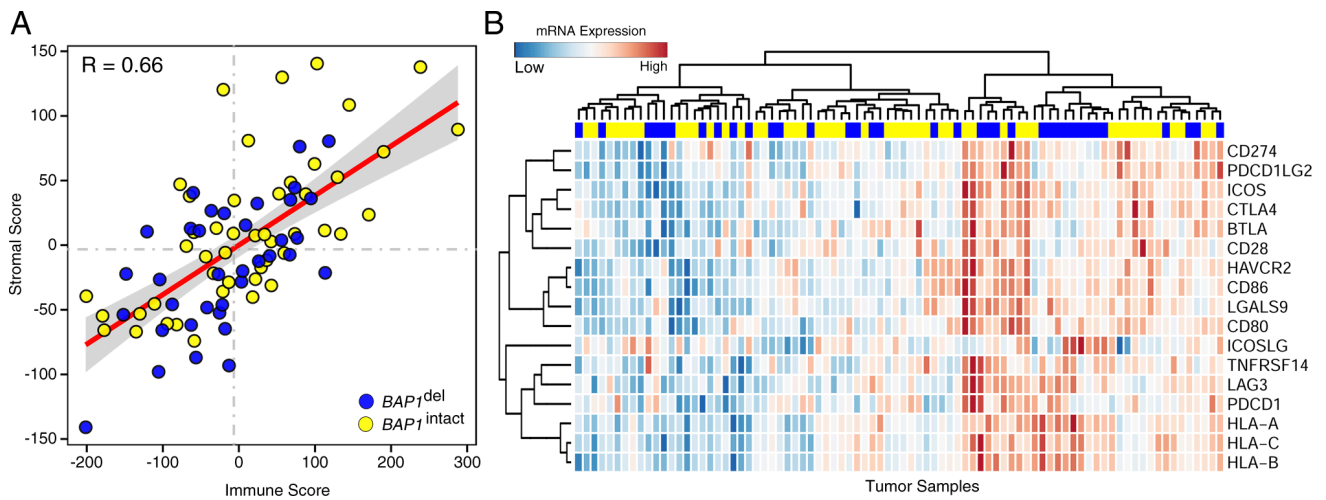 A
R = 0.66
150
100
50
0
-50
-100
-150
Stromal Score
-200
-100
0
100
200
300
Immune Score
BAP1del
BAP1intact
B
mRNA Expression
Low
High
CD274
PDCD1LG2
ICOS
CTLA4
BTLA
CD28
HAVCR2
CD86
LGALS9
CD80
ICOSLG
TNFRSF14
LAG3
PDCD1
HLA-A
HLA-C
HLA-B
Tumor Samples